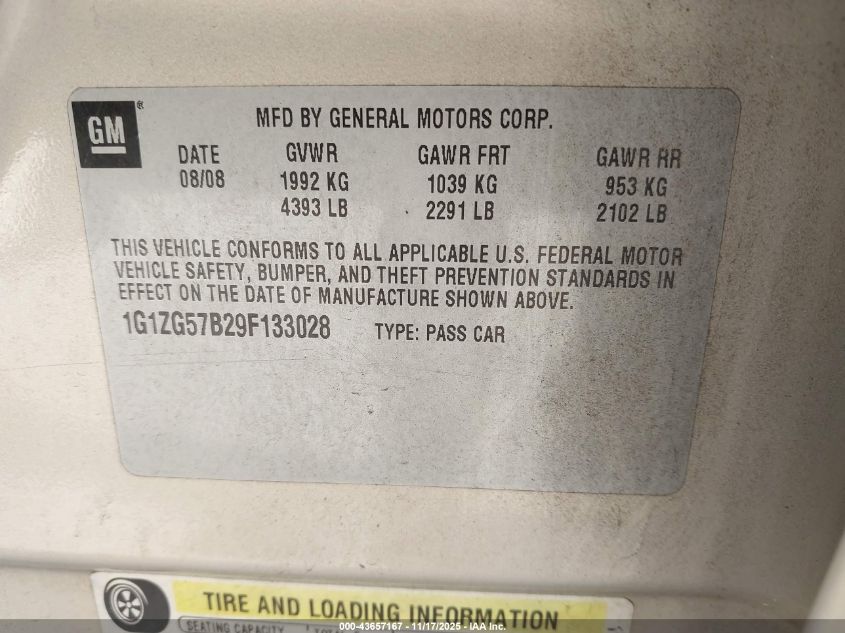 GM ®
MFD BY GENERAL MOTORS CORP.
DATE GVWR GAWR FRT GAWR RR
08/08 1992 KG 1039 KG 953 KG
4393 LB 2291 LB 2102 LB
THIS VEHICLE CONFORMS TO ALL APPLICABLE U.S. FEDERAL MOTOR
VEHICLE SAFETY, BUMPER, AND THEFT PREVENTION STANDARDS IN
EFFECT ON THE DATE OF MANUFACTURE SHOWN ABOVE.
1G1ZG57B29F133028 TYPE: PASS CAR
TIRE AND LOADING INFORMATION
SEATING CAPACITY
000-43657167 - 11/17/2025 - IAA Inc.